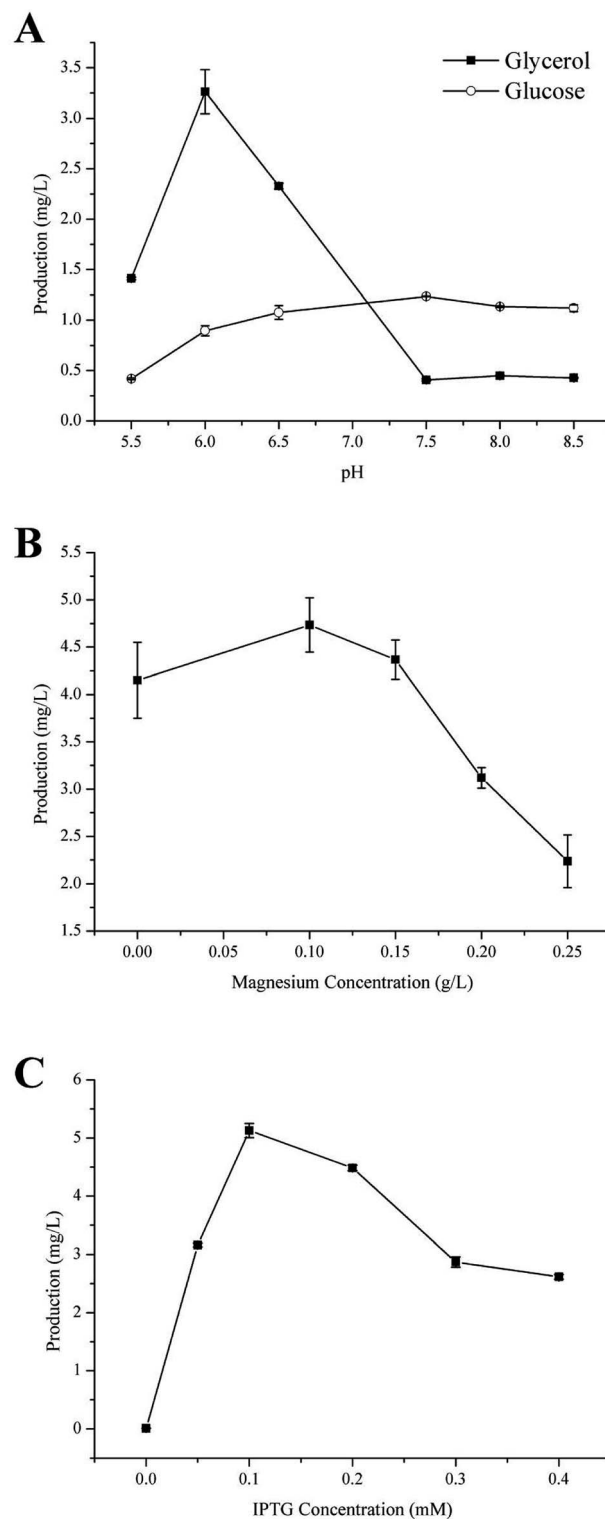 A
Glycerol
Glucose
3.5
3.0
2.5
2.0
1.5
1.0
0.5
0.0
Production (mg/L)
5.5 6.0 6.5 7.0 7.5 8.0 8.5
pH
B
5.5
5.0
4.5
4.0
3.5
3.0
2.5
2.0
1.5
Production (mg/L)
0.00 0.05 0.10 0.15 0.20 0.25
Magnesium Concentration (g/L)
C
6
5
4
3
2
1
0
Production (mg/L)
0.0 0.1 0.2 0.3 0.4
IPTG Concentration (mM)